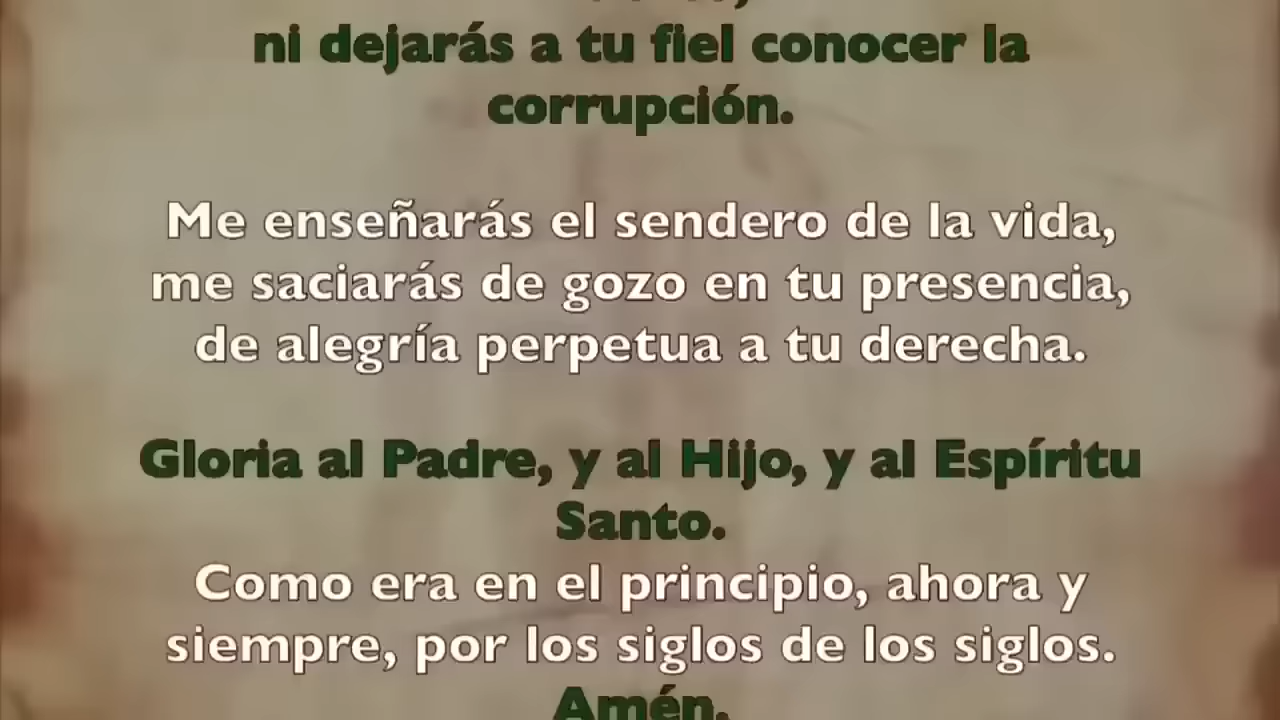 ni dejarás a tu fiel conocer la
corrupción.
Me enseñarás el sendero de la vida,
me saciarás de gozo en tu presencia,
de alegría perpetua a tu derecha.
Gloria al Padre, y al Hijo, y al Espíritu
Santo.
Como era en el principio, ahora y
siempre, por los siglos de los siglos.
Amén.